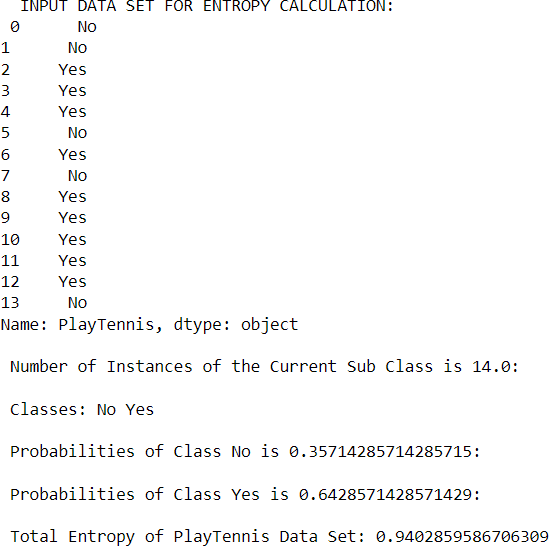 INPUT DATA SET FOR ENTROPY CALCULATION:
0 No
1 No
2 Yes
3 Yes
4 Yes
5 No
6 Yes
7 No
8 Yes
9 Yes
10 Yes
11 Yes
12 Yes
13 No
Name: PlayTennis, dtype: object
Number of Instances of the Current Sub Class is 14.0:
Classes: No Yes
Probabilities of Class No is 0.35714285714285715:
Probabilities of Class Yes is 0.6428571428571429:
Total Entropy of PlayTennis Data Set: 0.9402859586706309